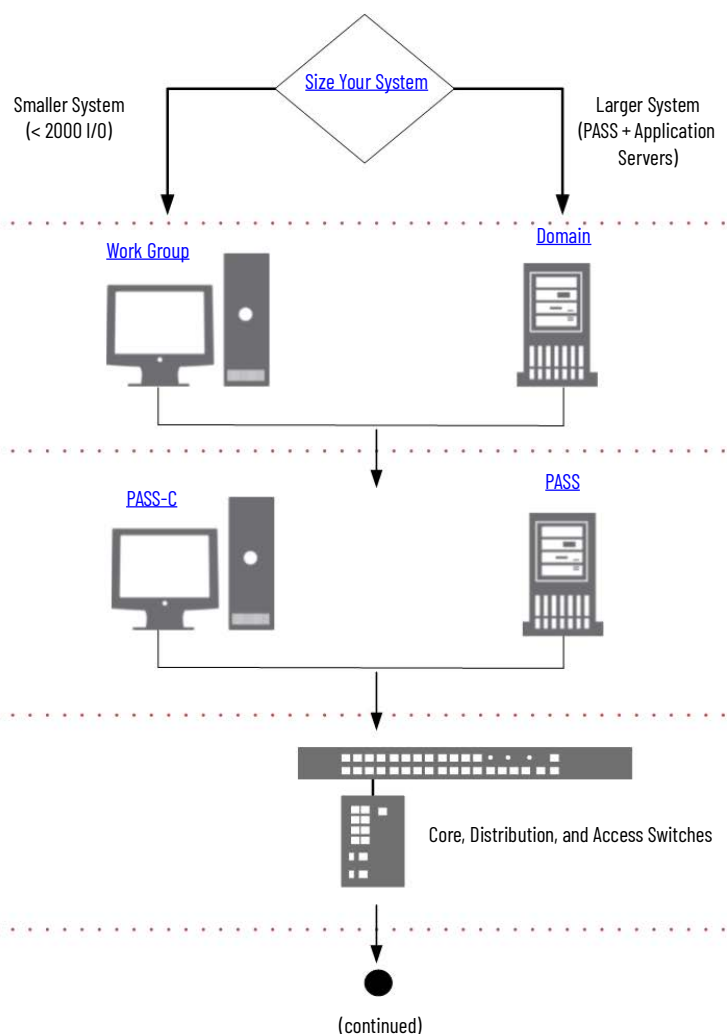 Size Your System
Smaller System
(< 2000 I/O)
Larger System
(PASS + Application
Servers)
Work Group
Domain
PASS-C
PASS
Core, Distribution, and Access Switches
(continued)